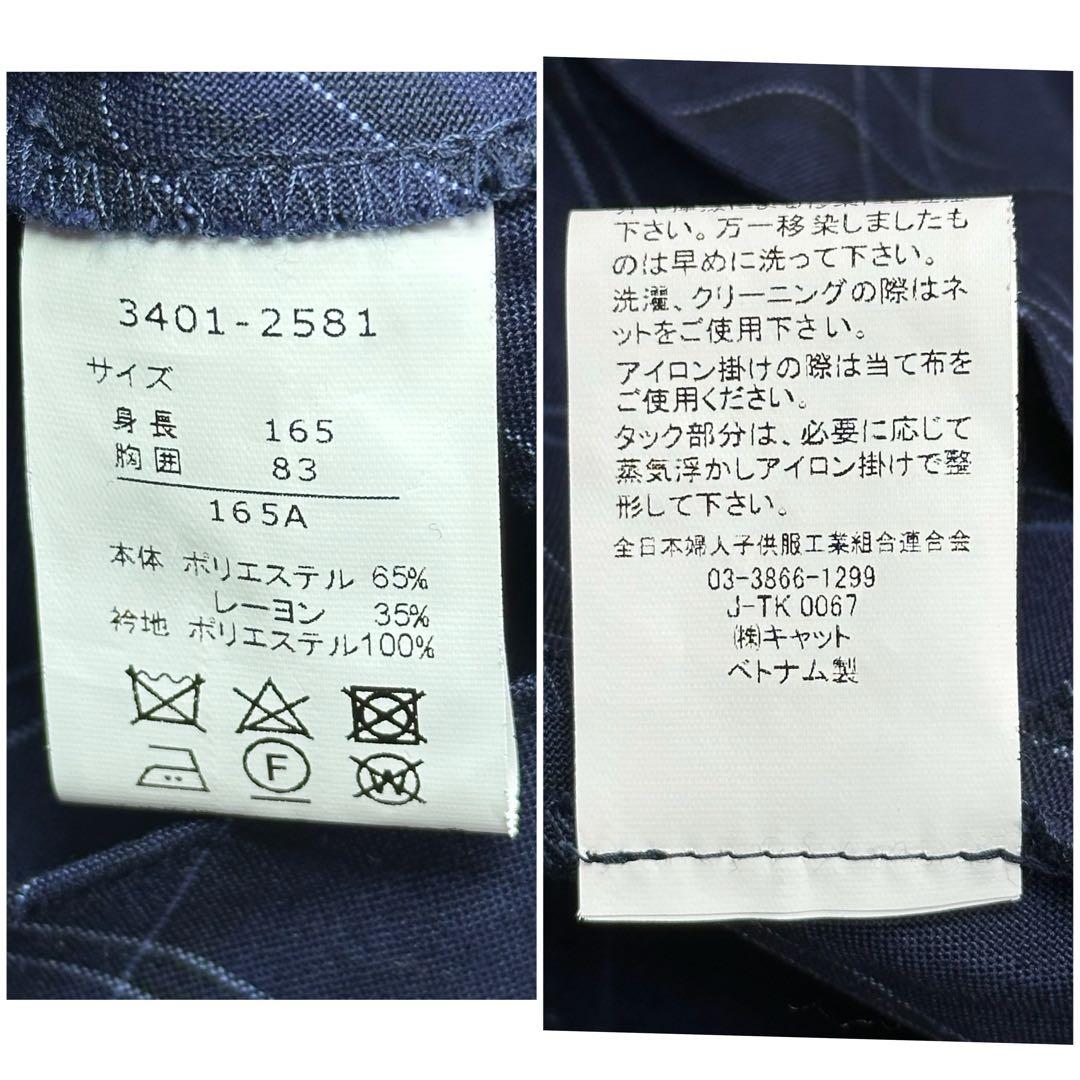 3401-2581
サイズ
身長 165
胸囲 83
165A
本体 ポリエステル 65%
レーヨン 35%
衿地 ポリエステル100%
F
W
下さい。万一移染しましたも
のは早めに洗って下さい。
洗濯、クリーニングの際はネ
ットをご使用下さい。
アイロン掛けの際は当て布を
ご使用ください。
タック部分は、必要に応じて
蒸気浮かしアイロン掛けで整
形して下さい。
全日本婦人子供服工業組合連合会
03-3866-1299
J-TK 0067
㈱キャット
ベトナム製